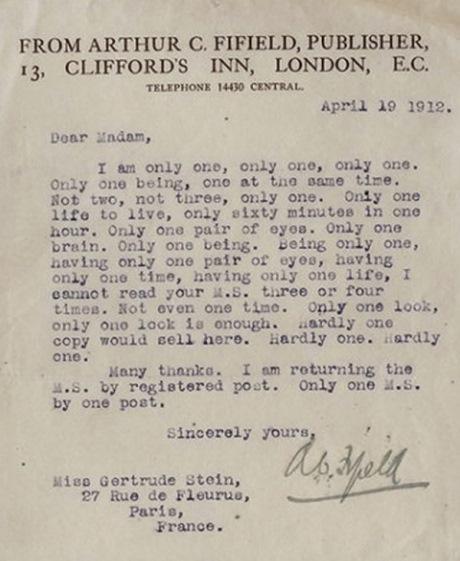 FROM ARTHUR C. FIFIELD, PUBLISHER,
13, CLIFFORD'S INN, LONDON, E.C.
TELEPHONE 14430 CENTRAL.
April 19 1912.
Dear Madam,
I am only one, only one, only one.
Only one being, one at the same time.
Not two, not three, only one. Only one
life to live, only sixty minutes in one
hour. Only one pair of eyes. Only one
brain. Only one being. Being only one,
having only one pair of eyes, having
only one time, having only one life, I
cannot read your M.S. three or four
times. Not even one time. Only one look,
only one look is enough. Hardly one
copy would sell here. Hardly one. Hardly
one.
Many thanks. I am returning the
M.S. by registered post. Only one M.S.
by one post.
Sincerely yours,
A. C. Fifield
Miss Gertrude Stein,
27 Rue de Fleurus,
Paris,
France.